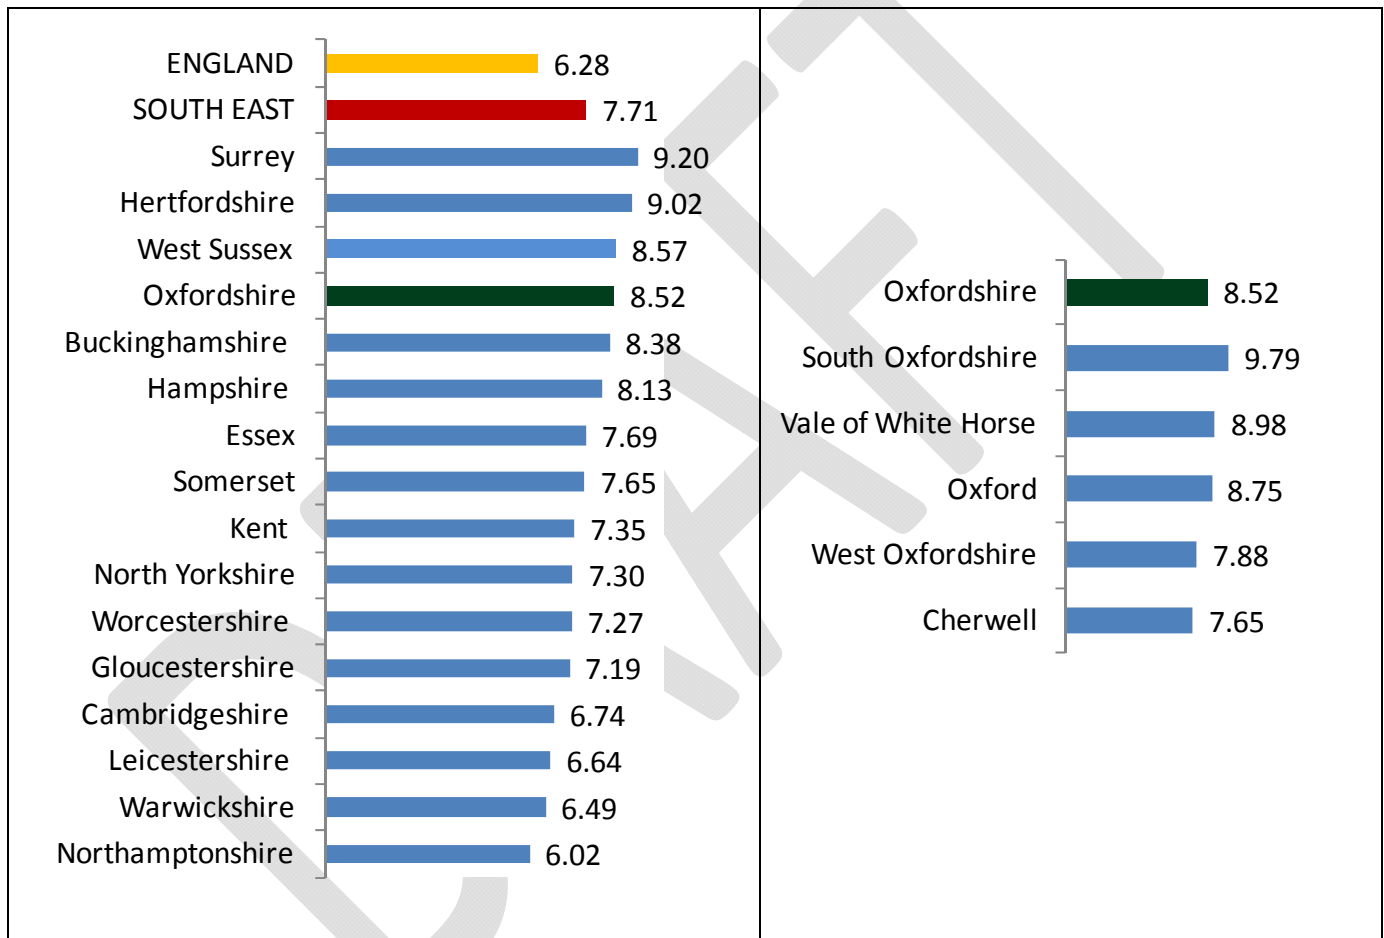 ENGLAND 6.28
SOUTH EAST 7.71
Surrey 9.20
Hertfordshire 9.02
West Sussex 8.57
Oxfordshire 8.52
Buckinghamshire 8.38
Hampshire 8.13
Essex 7.69
Somerset 7.65
Kent 7.35
North Yorkshire 7.30
Worcestershire 7.27
Gloucestershire 7.19
Cambridgeshire 6.74
Leicestershire 6.64
Warwickshire 6.49
Northamptonshire 6.02
Oxfordshire 8.52
South Oxfordshire 9.79
Vale of White Horse 8.98
Oxford 8.75
West Oxfordshire 7.88
Cherwell 7.65
DRAFT